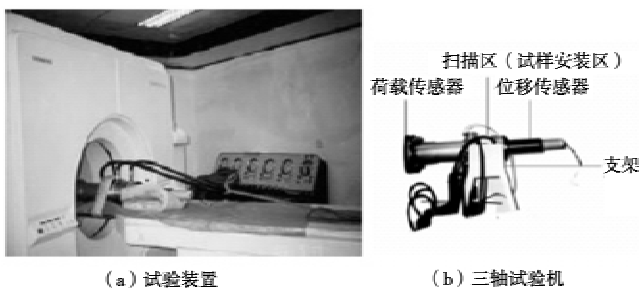 扫描区（试样安装区）
荷载传感器
位移传感器
支架
（a）试验装置
（b）三轴试验机